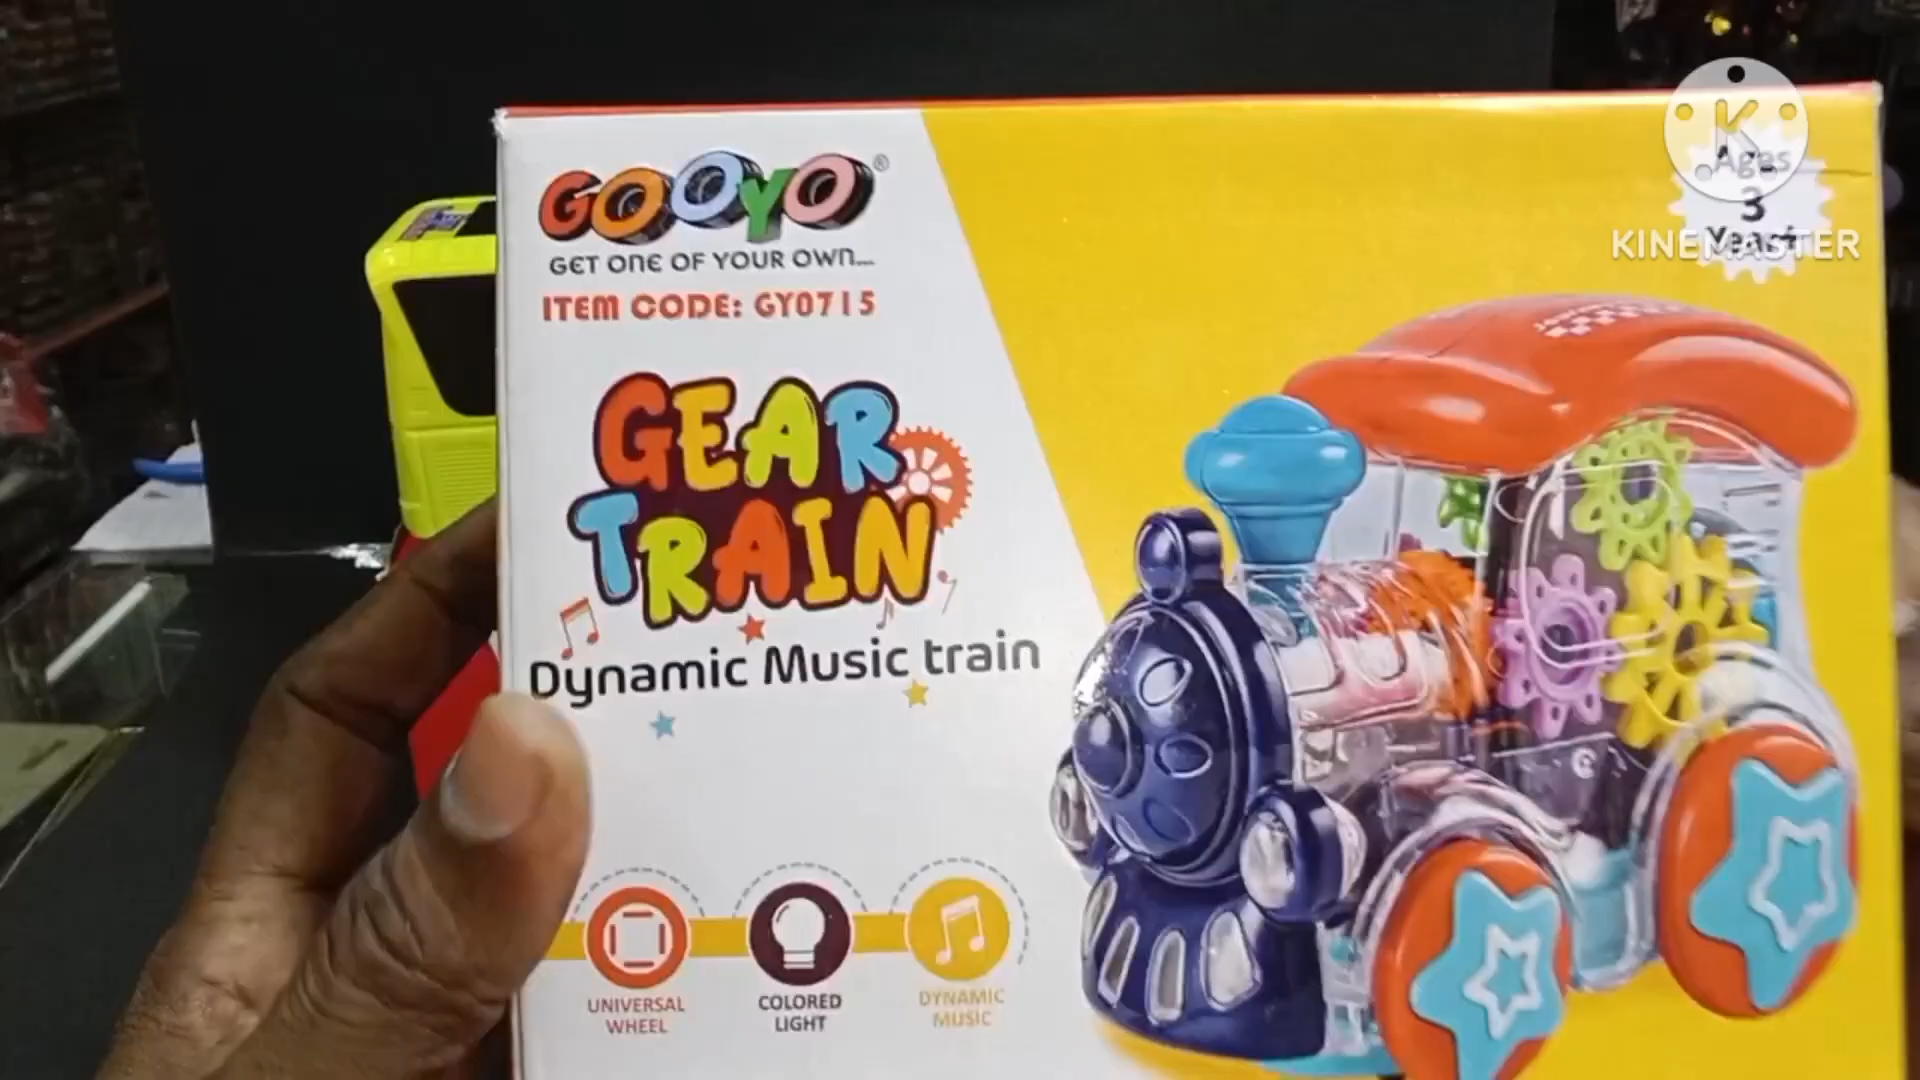 GOOYO®
GET ONE OF YOUR OWN...
ITEM CODE: GY0715
GEAR
TRAIN
Dynamic Music train
UNIVERSAL
WHEEL
COLORED
LIGHT
DYNAMIC
MUSIC
Ages
3
Years+
K
KINEMASTER